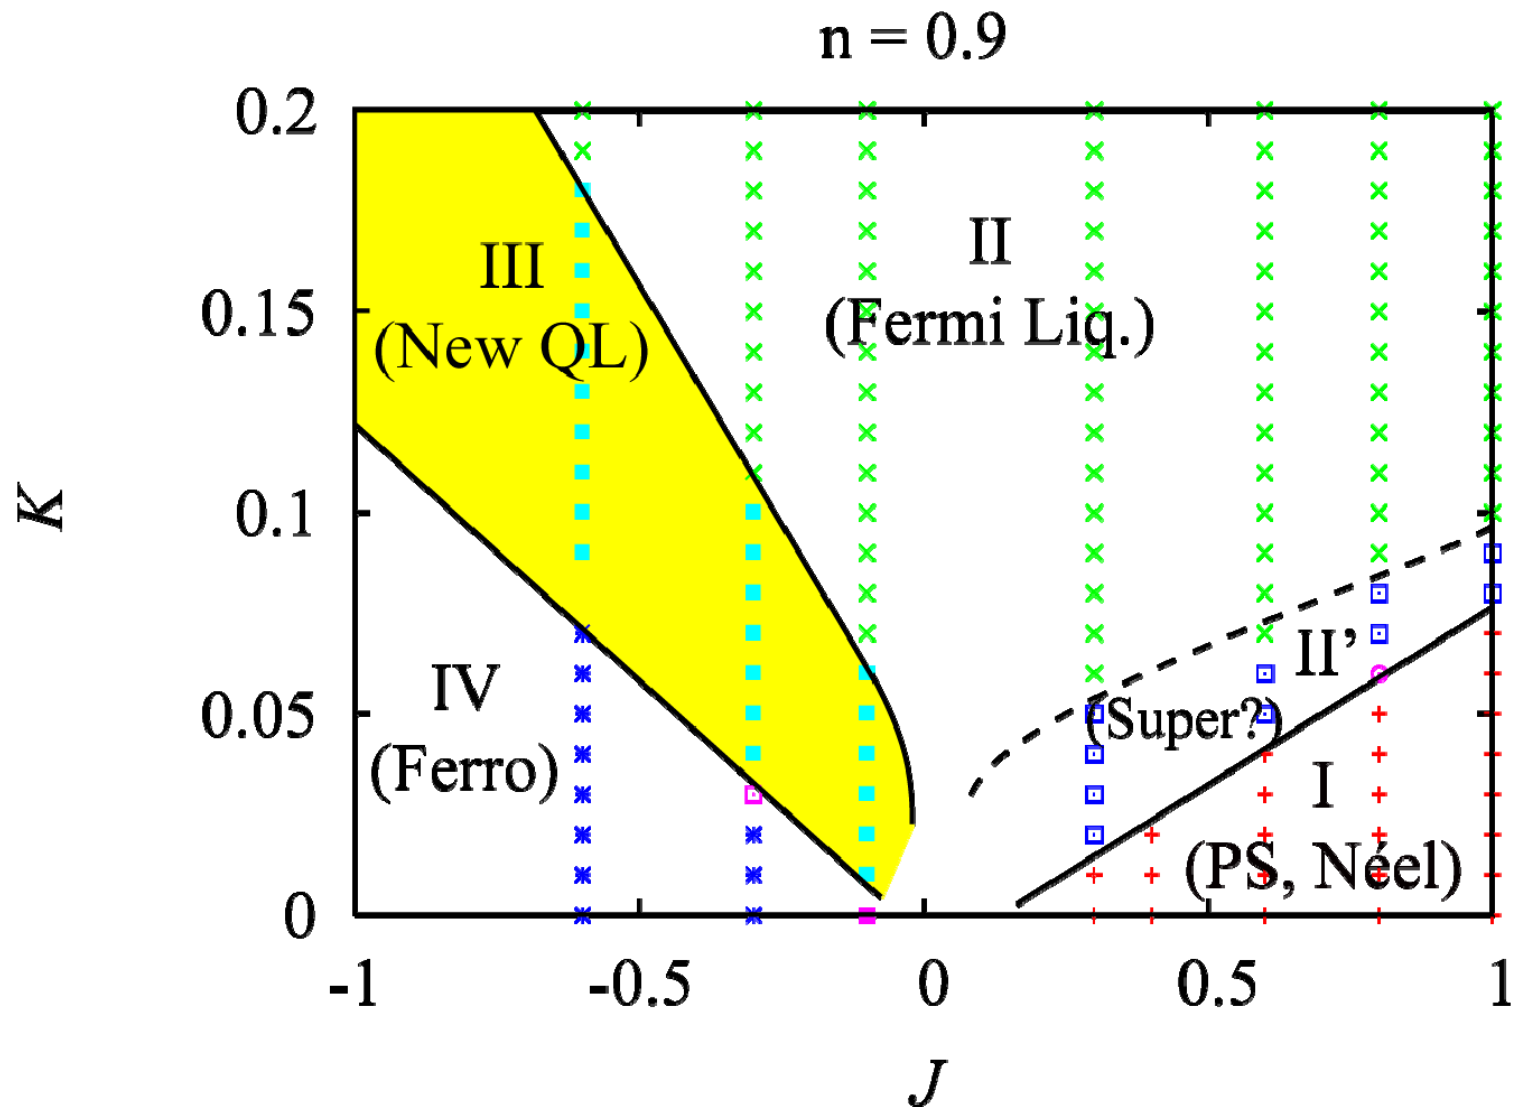 n = 0.9
0.2
0.15
0.1
0.05
0
K
III
(New QL)
II
(Fermi Liq.)
IV
(Ferro)
II’
(Super?)
I
(PS, Néel)
-1
-0.5
0
0.5
1
J